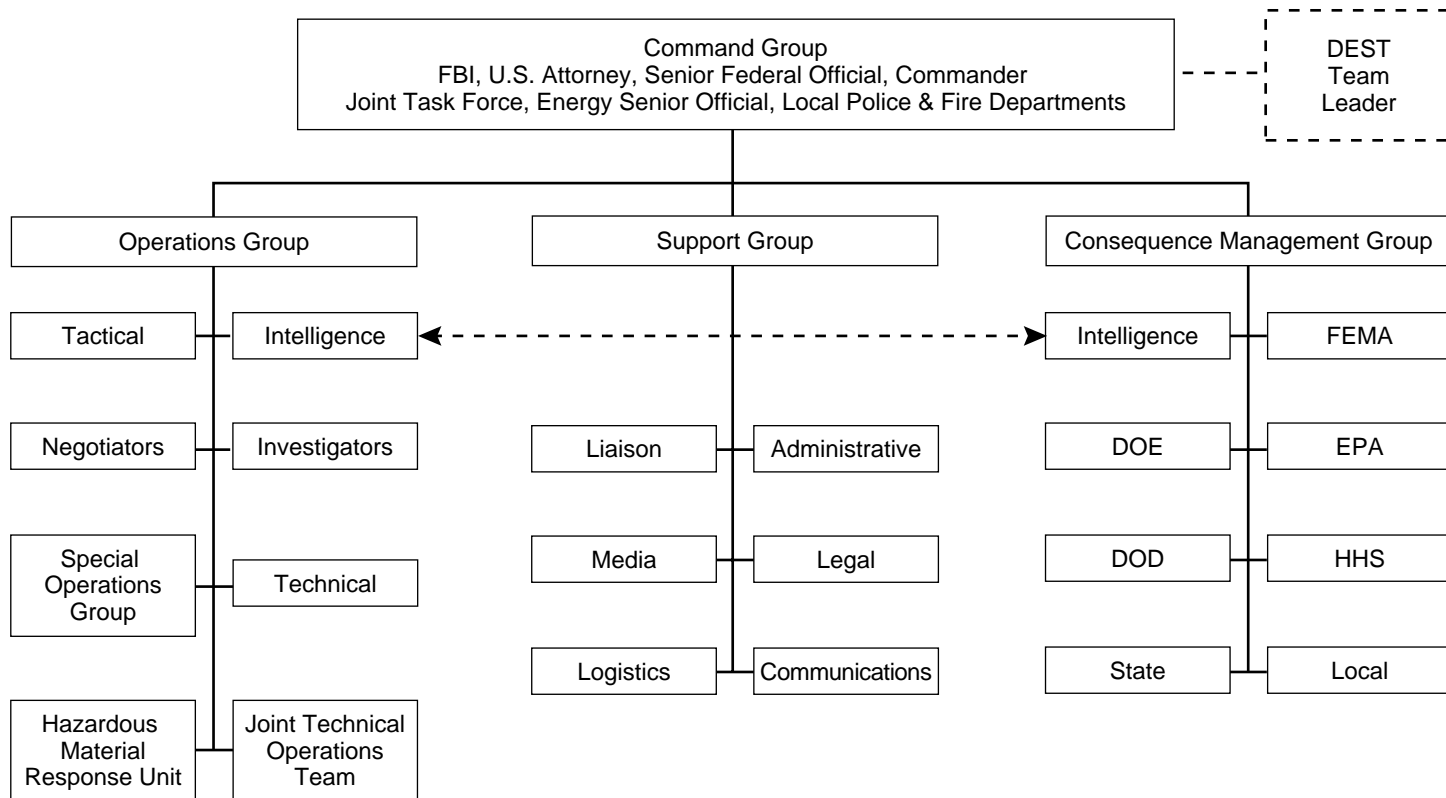 Command Group
FBI, U.S. Attorney, Senior Federal Official, Commander
Joint Task Force, Energy Senior Official, Local Police & Fire Departments
DEST
Team
Leader
Operations Group
Support Group
Consequence Management Group
Tactical
Intelligence
Intelligence
FEMA
Negotiators
Investigators
Liaison
Administrative
DOE
EPA
Special
Operations
Group
Technical
Media
Legal
DOD
HHS
Logistics
Communications
State
Local
Hazardous
Material
Response Unit
Joint Technical
Operations
Team